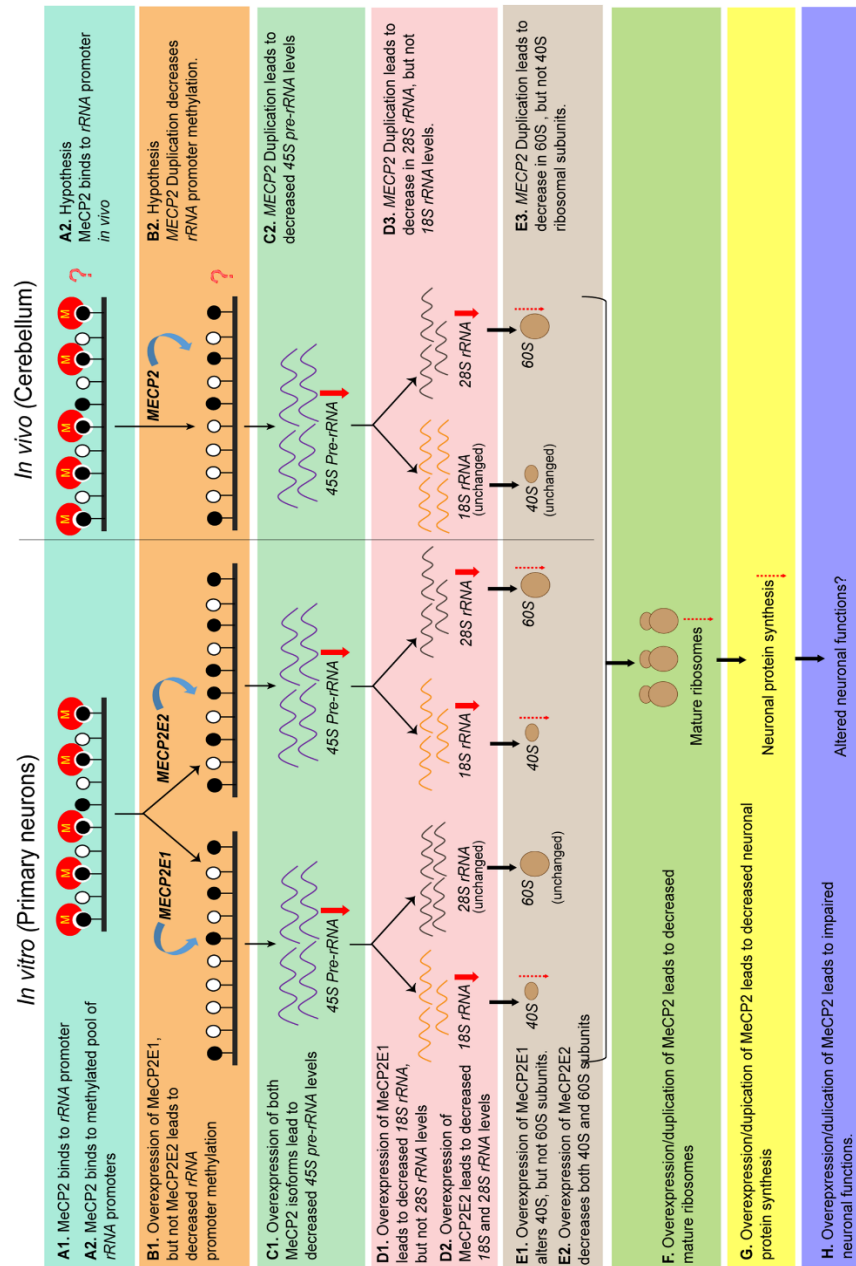 In vitro (Primary neurons)
In vivo (Cerebellum)
A1. MeCP2 binds to rRNA promoter
A2. MeCP2 binds to methylated pool of
rRNA promoters
M M M M M
M M M M M
?
A2. Hypothesis
MeCP2 binds to rRNA promoter
in vivo
B1. Overexpression of MeCP2E1,
but not MeCP2E2 leads to
decreased rRNA
promoter methylation
MECP2E1
MECP2E2
MECP2
?
B2. Hypothesis
MECP2 Duplication decreases
rRNA promoter methylation.
C1. Overexpression of both
MeCP2 isoforms lead to
decreased 45S pre-rRNA levels
45S Pre-rRNA
45S Pre-rRNA
45S Pre-rRNA
C2. MECP2 Duplication leads to
decreased 45S pre-rRNA levels
D1. Overexpression of MeCP2E1
leads to decreased 18S rRNA,
but not 28S rRNA levels
D2. Overexpression of
MeCP2E2 leads to decreased
18S and 28S rRNA levels
18S rRNA
28S rRNA
(unchanged)
18S rRNA
28S rRNA
18S rRNA
(unchanged)
28S rRNA
D3. MECP2 Duplication leads to
decrease in 28S rRNA, but not
18S rRNA levels.
E1. Overexpression of MeCP2E1
alters 40S, but not 60S subunits.
E2. Overexpression of MeCP2E2
decreases both 40S and 60S subunits
40S
60S
(unchanged)
40S
60S
40S
(unchanged)
60S
E3. MECP2 Duplication leads to
decrease in 60S , but not 40S
ribosomal subunits.
F. Overexpression/duplication of MeCP2 leads to decreased
mature ribosomes
Mature ribosomes
G. Overexpression/dupication of MeCP2 leads to decreased neuronal
protein synthesis
Neuronal protein synthesis
H. Overepxression/dulication of MeCP2 leads to impaired
neuronal functions.
Altered neuronal functions?